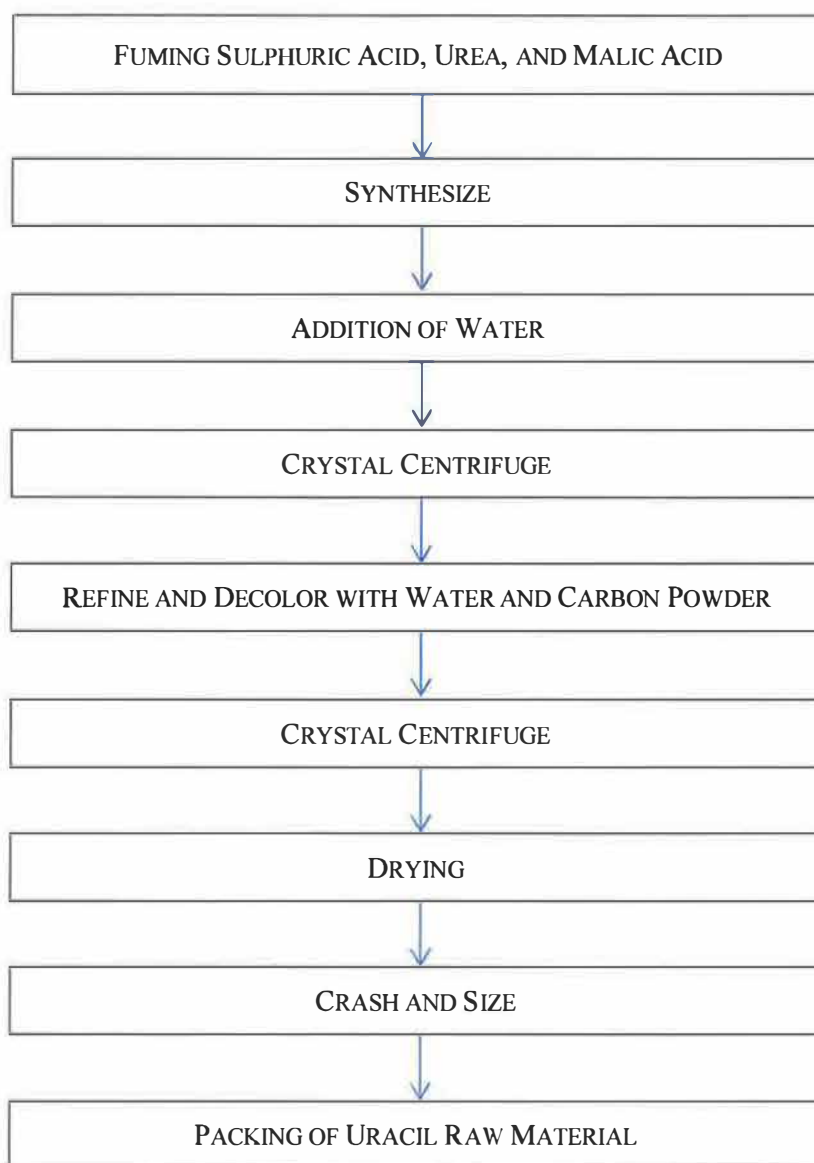 FUMING SULPHURIC ACID, UREA, AND MALIC ACID
SYNTHESIZE
ADDITION OF WATER
CRYSTAL CENTRIFUGE
REFINE AND DECOLOR WITH WATER AND CARBON POWDER
CRYSTAL CENTRIFUGE
DRYING
CRASH AND SIZE
PACKING OF URACIL RAW MATERIAL